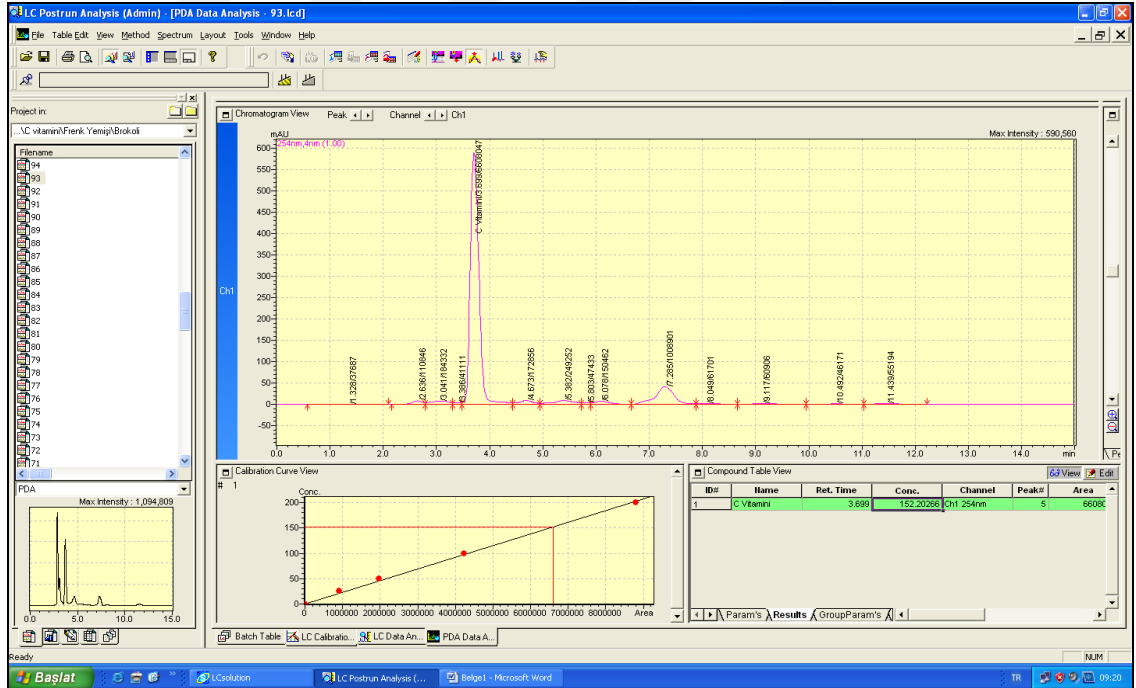 LC Postrun Analysis (Admin) - [PDA Data Analysis - 93.lcd]
File Table Edit View Method Spectrum Layout Tools Window Help
Project in:
...\C vitamini\Frenk Yemişi\Brokoli
Filename
94
93
92
91
90
89
88
87
86
85
84
83
82
81
80
79
78
77
76
75
74
73
72
71
PDA
Max Intensity : 1,094,809
0.0 5.0 10.0 15.0
Chromatogram View Peak Channel Ch1
mAU
Max Intensity : 590,560
254nm,4nm (1.00)
Ch1
600
550
500
450
400
350
300
250
200
150
100
50
0
-50
/1.328/37687
/2.636/110846
/3.041/184332
/3.386/41111
C Vitamini/3.699/6608047
/4.673/172856
/5.382/249252
/5.803/47433
/6.078/150462
/7.285/1008901
/8.049/61701
/9.117/60906
/10.492/46171
/11.439/55194
0.0 1.0 2.0 3.0 4.0 5.0 6.0 7.0 8.0 9.0 10.0 11.0 12.0 13.0 14.0 min
Calibration Curve View
# 1
Conc.
200
150
100
50
0
0 1000000 2000000 3000000 4000000 5000000 6000000 7000000 8000000 Area
Compound Table View
View Edit
ID# Name Ret. Time Conc. Channel Peak# Area
1 C Vitamini 3.699 152.20266 Ch1 254nm 5 66080
Param's Results GroupParam's
Batch Table LC Calibratio... LC Data An... PDA Data A...
Ready
NUM
Başlat LCsolution LC Postrun Analysis (... Belge1 - Microsoft Word TR 09:20